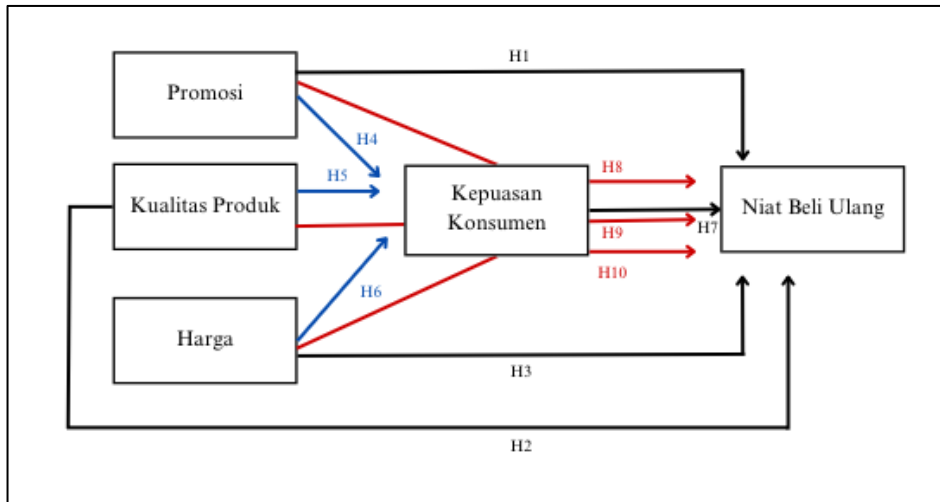 H1
Promosi
H4
H5
Kualitas Produk
Kepuasan
Konsumen
H8
H7
H9
H10
Niat Beli Ulang
H6
Harga
H3
H2